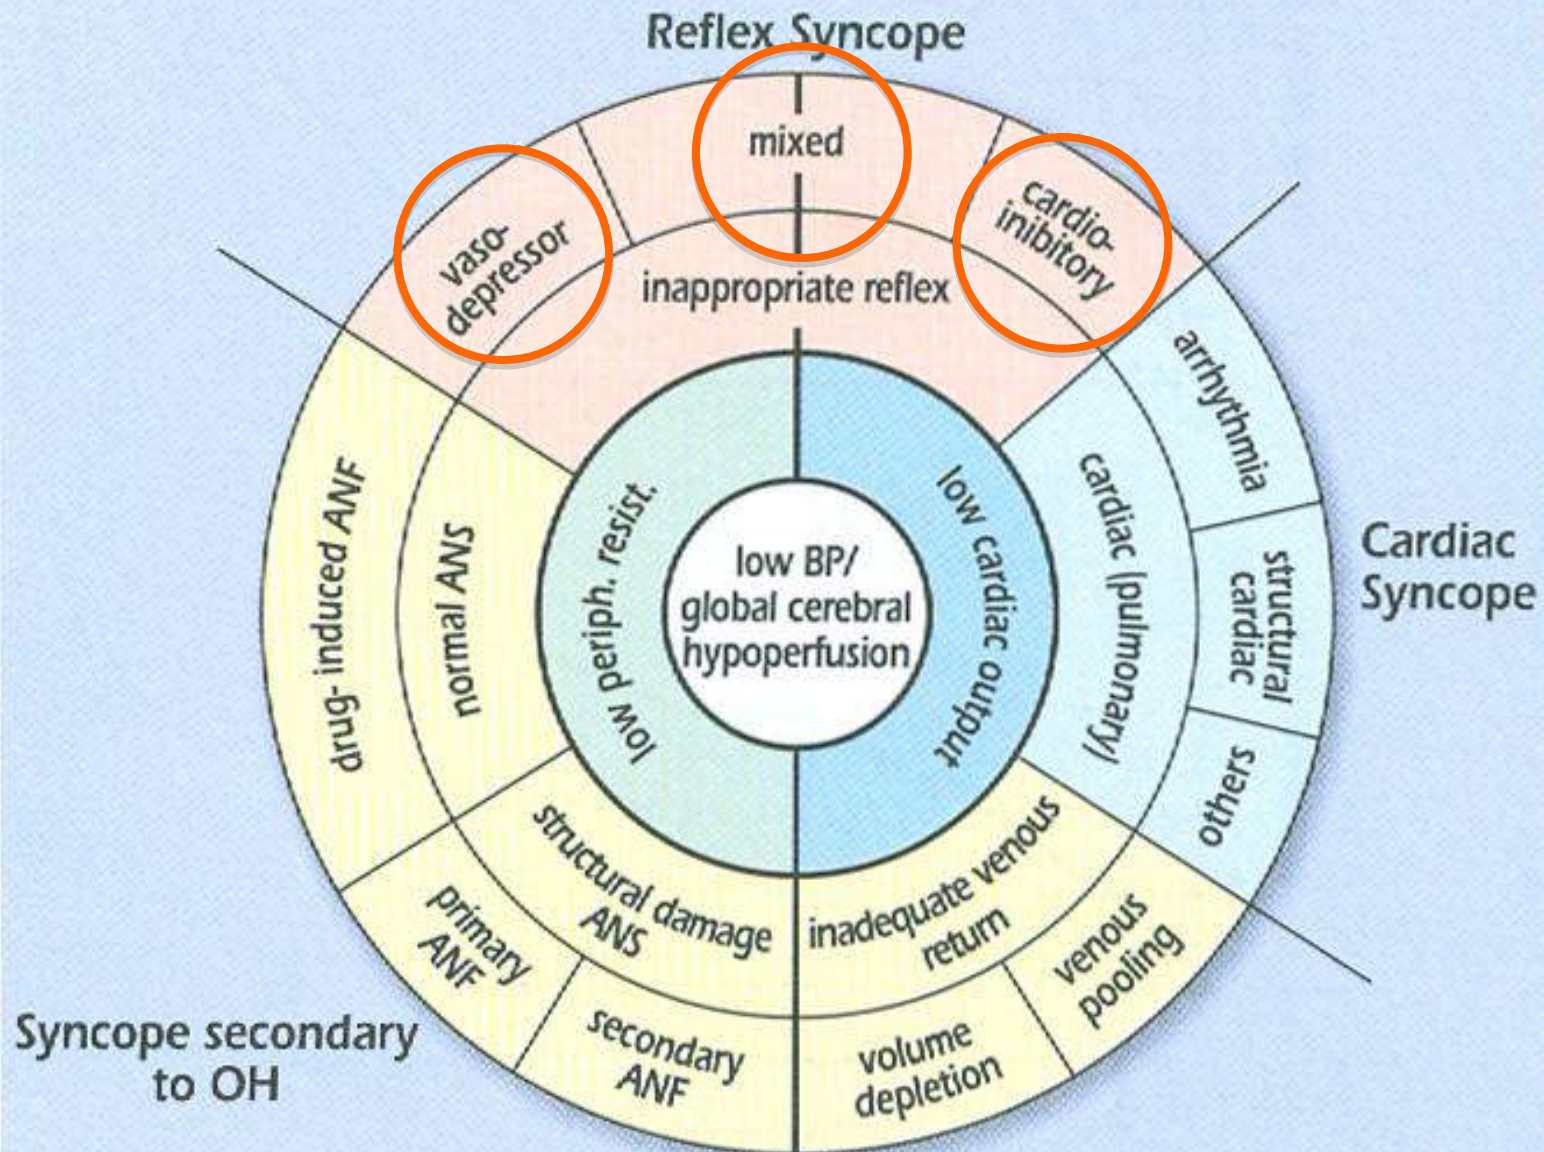 Reflex Syncope
mixed
vaso-
depressor
cardio-
inibitory
inappropriate reflex
arrhythmia
structural
cardiac
others
cardiac (pulmonary)
Cardiac
Syncope
low periph. resist.
low cardiac output
low BP/
global cerebral
hypoperfusion
drug- induced ANF
normal ANS
structural damage
ANS
inadequate venous
return
primary
ANF
secondary
ANF
volume
depletion
venous
pooling
Syncope secondary
to OH